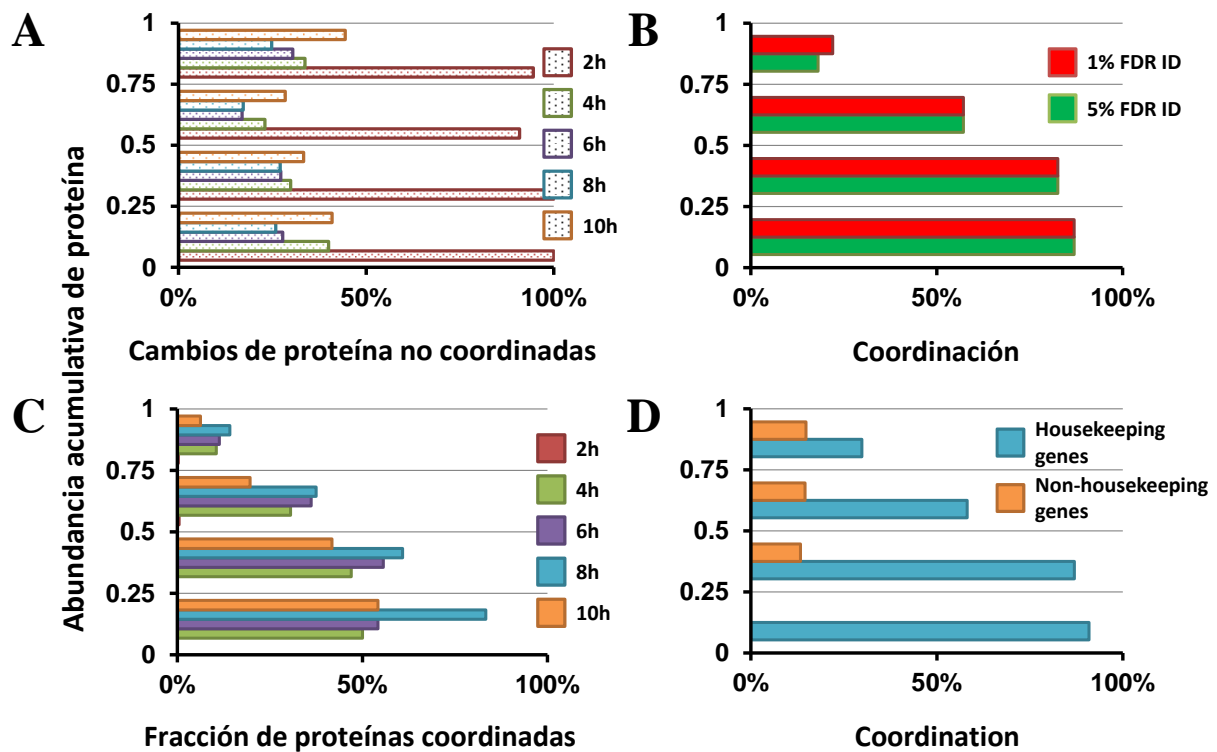 A
1
0.75
0.5
0.25
0
0%
50%
100%
2h
4h
6h
8h
10h
Cambios de proteína no coordinadas
B
1
0.75
0.5
0.25
0
0%
50%
100%
1% FDR ID
5% FDR ID
Coordinación
Abundancia acumulativa de proteína
C
1
0.75
0.5
0.25
0
0%
50%
100%
2h
4h
6h
8h
10h
Fracción de proteínas coordinadas
D
1
0.75
0.5
0.25
0
0%
50%
100%
Housekeeping
genes
Non-housekeeping
genes
Coordination